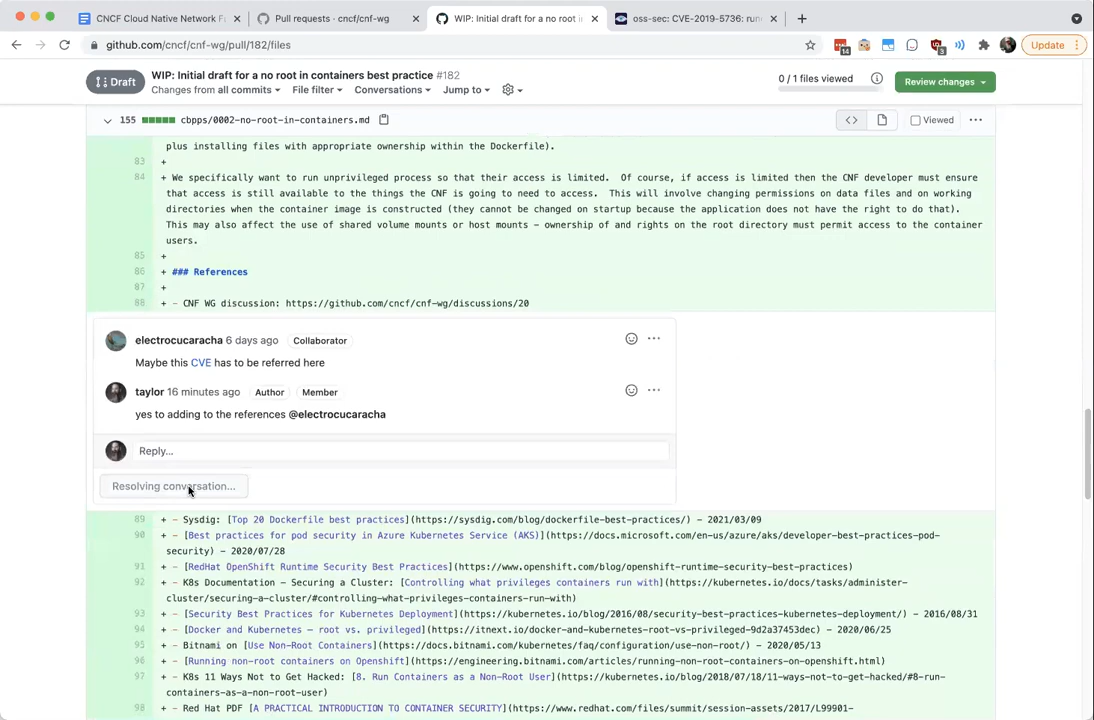 CNCF Cloud Native Network F
Pull requests · cncf/cnf-wg
WIP: Initial draft for a no root in
oss-sec: CVE-2019-5736: run
github.com/cncf/cnf-wg/pull/182/files
14
3
Update
Draft
WIP: Initial draft for a no root in containers best practice #182
Changes from all commits
File filter
Conversations
Jump to
0 / 1 files viewed
Review changes
155
cbpps/0002-no-root-in-containers.md
Viewed
plus installing files with appropriate ownership within the Dockerfile).
83 +
84 + We specifically want to run unprivileged process so that their access is limited. Of course, if access is limited then the CNF developer must ensure
that access is still available to the things the CNF is going to need to access. This will involve changing permissions on data files and on working
directories when the container image is constructed (they cannot be changed on startup because the application does not have the right to do that).
This may also affect the use of shared volume mounts or host mounts – ownership of and rights on the root directory must permit access to the container
users.
85 +
86 + ### References
87 +
88 + - CNF WG discussion: https://github.com/cncf/cnf-wg/discussions/20
electrocucaracha 6 days ago Collaborator
Maybe this CVE has to be referred here
taylor 16 minutes ago Author Member
yes to adding to the references @electrocucaracha
Reply...
Resolving conversation...
89 + - Sysdig: [Top 20 Dockerfile best practices](https://sysdig.com/blog/dockerfile-best-practices/) - 2021/03/09
90 + - [Best practices for pod security in Azure Kubernetes Service (AKS)](https://docs.microsoft.com/en-us/azure/aks/developer-best-practices-pod-
security) - 2020/07/28
91 + - [RedHat OpenShift Runtime Security Best Practices](https://www.openshift.com/blog/openshift-runtime-security-best-practices)
92 + - K8s Documentation – Securing a Cluster: [Controlling what privileges containers run with](https://kubernetes.io/docs/tasks/administer-
cluster/securing-a-cluster/#controlling-what-privileges-containers-run-with)
93 + - [Security Best Practices for Kubernetes Deployment](https://kubernetes.io/blog/2016/08/security-best-practices-kubernetes-deployment/) - 2016/08/31
94 + - [Docker and Kubernetes — root vs. privileged](https://itnext.io/docker-and-kubernetes-root-vs-privileged-9d2a37453dec) - 2020/06/25
95 + - Bitnami on [Use Non-Root Containers](https://docs.bitnami.com/kubernetes/faq/configuration/use-non-root/) - 2020/05/13
96 + - [Running non-root containers on Openshift](https://engineering.bitnami.com/articles/running-non-root-containers-on-openshift.html)
97 + - K8s 11 Ways Not to Get Hacked: [8. Run Containers as a Non-Root User](https://kubernetes.io/blog/2018/07/18/11-ways-not-to-get-hacked/#8-run-
containers-as-a-non-root-user)
98 + - Red Hat PDF [A PRACTICAL INTRODUCTION TO CONTAINER SECURITY](https://www.redhat.com/files/summit/session-assets/2017/L99901-